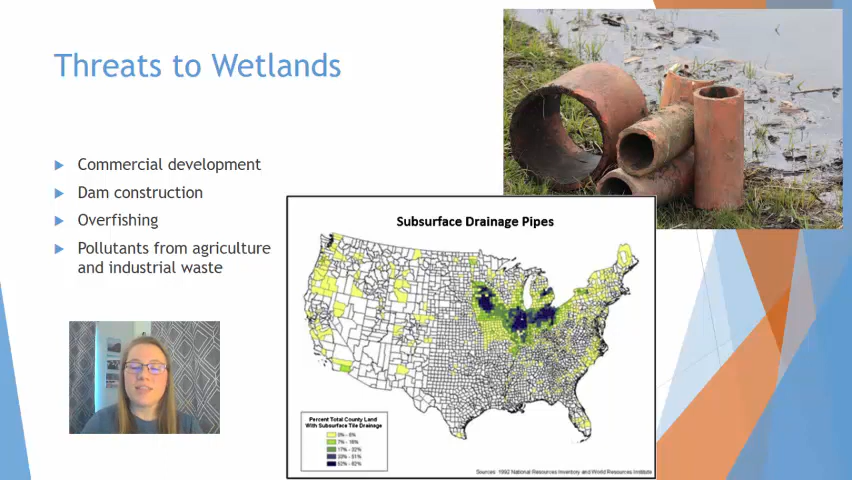 Threats to Wetlands
Commercial development
Dam construction
Overfishing
Pollutants from agriculture
and industrial waste
Subsurface Drainage Pipes
Percent Total County Land
With Subsurface Tile Drainage
0% - 6%
7% - 16%
17% - 32%
33% - 51%
52% - 82%
Sources: 1992 National Resources Inventory and World Resources Institute